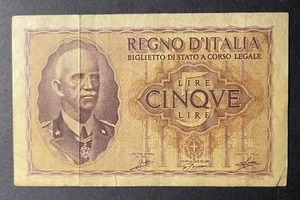 REGNO D'ITALIA
BIGLIETTO DI STATO A CORSO LEGALE
LIRE
CINQVE
LIRE